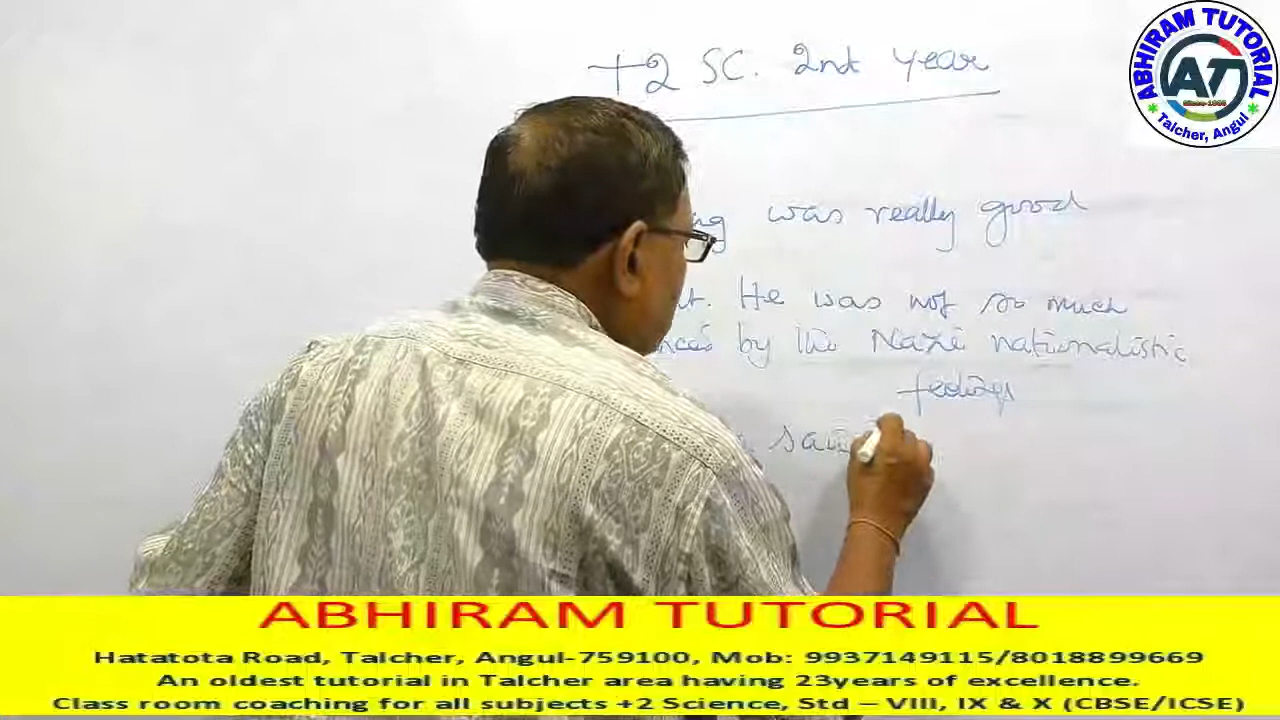 +2 SC. 2nd Year
was really good
He was not so much
by the Nazi nationalistic
feelings
ABHIRAM TUTORIAL
AT
Since-1998
Talcher, Angul
ABHIRAM TUTORIAL
Hatatota Road, Talcher, Angul-759100, Mob: 9937149115/8018899669
An oldest tutorial in Talcher area having 23years of excellence.
Class room coaching for all subjects +2 Science, Std – VIII, IX & X (CBSE/ICSE)